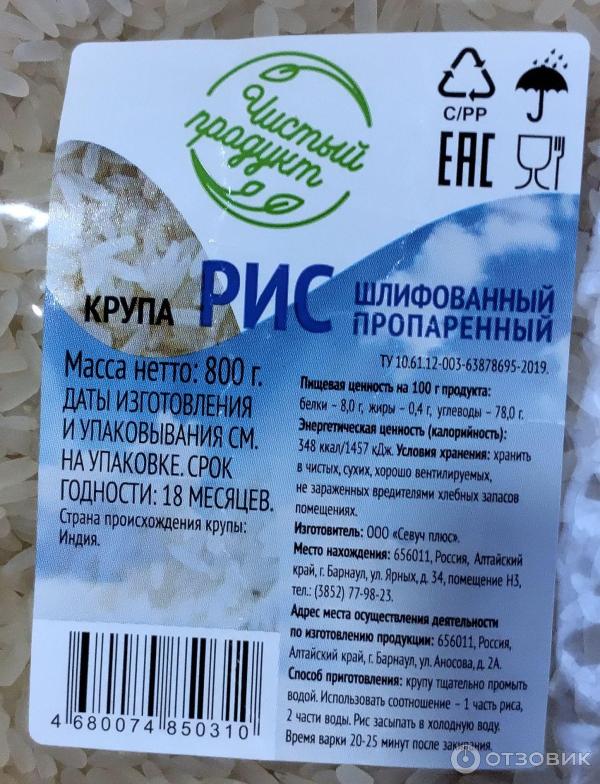 Чистый
продукт
C/PP
EAC
КРУПА РИС ШЛИФОВАННЫЙ
ПРОПАРЕННЫЙ
ТУ 10.61.12-003-63878695-2019.
Масса нетто: 800 г.
ДАТЫ ИЗГОТОВЛЕНИЯ
И УПАКОВЫВАНИЯ СМ.
НА УПАКОВКЕ. СРОК
ГОДНОСТИ: 18 МЕСЯЦЕВ.
Страна происхождения крупы:
Индия.
Пищевая ценность на 100 г продукта:
белки – 8,0 г, жиры – 0,4 г, углеводы – 78,0 г.
Энергетическая ценность (калорийность):
348 ккал/1457 кДж. Условия хранения: хранить
в чистых, сухих, хорошо вентилируемых,
не зараженных вредителями хлебных запасов
помещениях.
Изготовитель: ООО «Севуч плюс».
Место нахождения: 656011, Россия, Алтайский
край, г. Барнаул, ул. Ярных, д. 34, помещение Н3,
тел.: (3852) 77-98-23.
Адрес места осуществления деятельности
по изготовлению продукции: 656011, Россия,
Алтайский край, г. Барнаул, ул. Аносова, д. 2А.
Способ приготовления: крупу тщательно промыть
водой. Использовать соотношение – 1 часть риса,
2 части воды. Рис засыпать в холодную воду.
Время варки 20-25 минут после закипания.
4 680074 850310
ОТЗОВИК